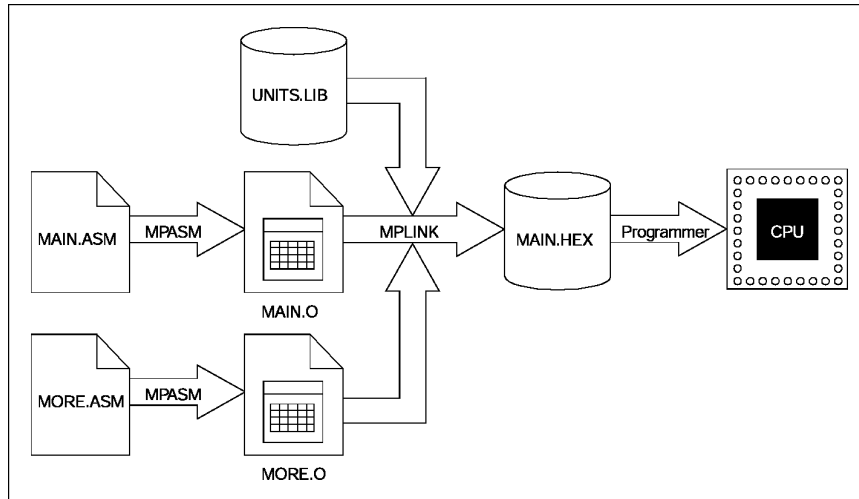 UNITS.LIB
MAIN.ASM
MPASM
MAIN.O
MPLINK
MAIN.HEX
Programmer
CPU
MORE.ASM
MPASM
MORE.O